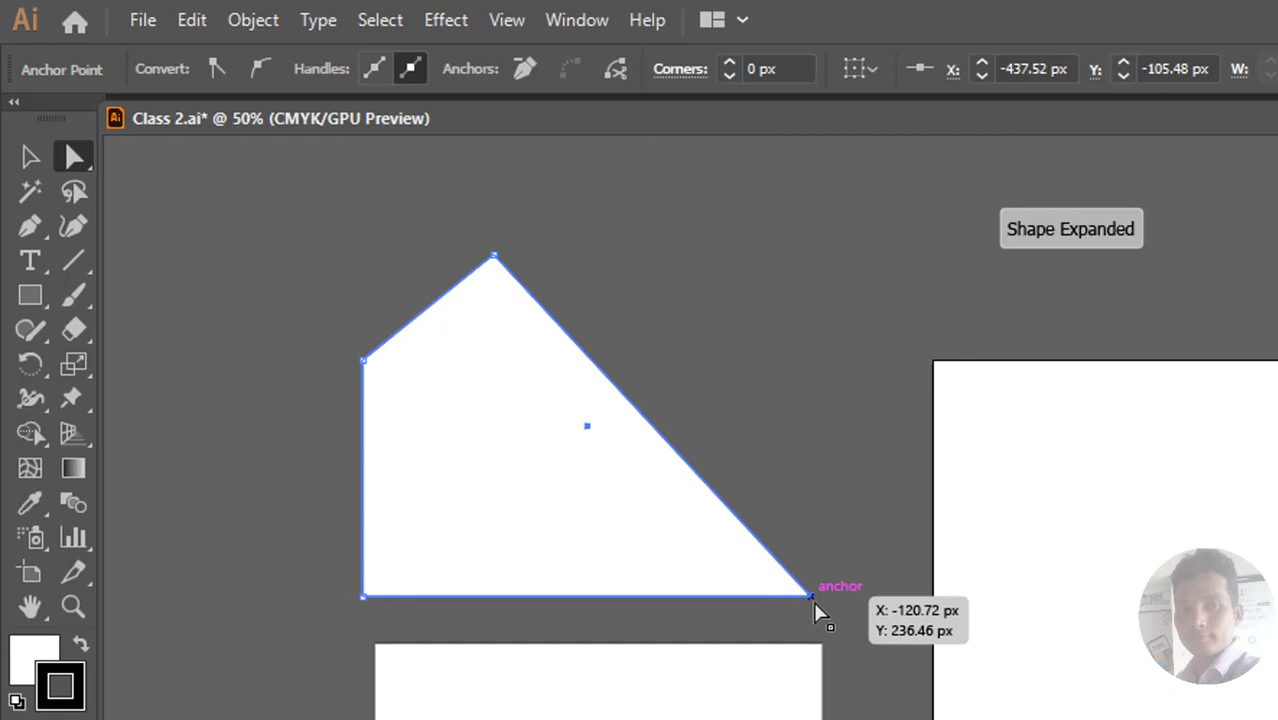 Ai File Edit Object Type Select Effect View Window Help
Anchor Point Convert: Handles: Anchors: Corners: 0 px X: -437.52 px Y: -105.48 px W:
Ai Class 2.ai* @ 50% (CMYK/GPU Preview)
Shape Expanded
T
anchor
X: -120.72 px
Y: 236.46 px